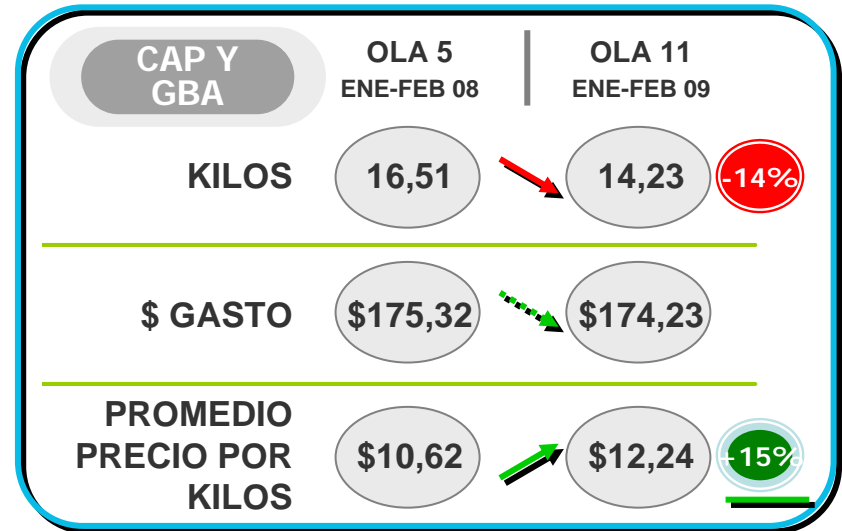 CAP Y
GBA
OLA 5
ENE-FEB 08
OLA 11
ENE-FEB 09
KILOS
16,51
14,23
-14%
$ GASTO
$175,32
$174,23
PROMEDIO
PRECIO POR
KILOS
$10,62
$12,24
+15%